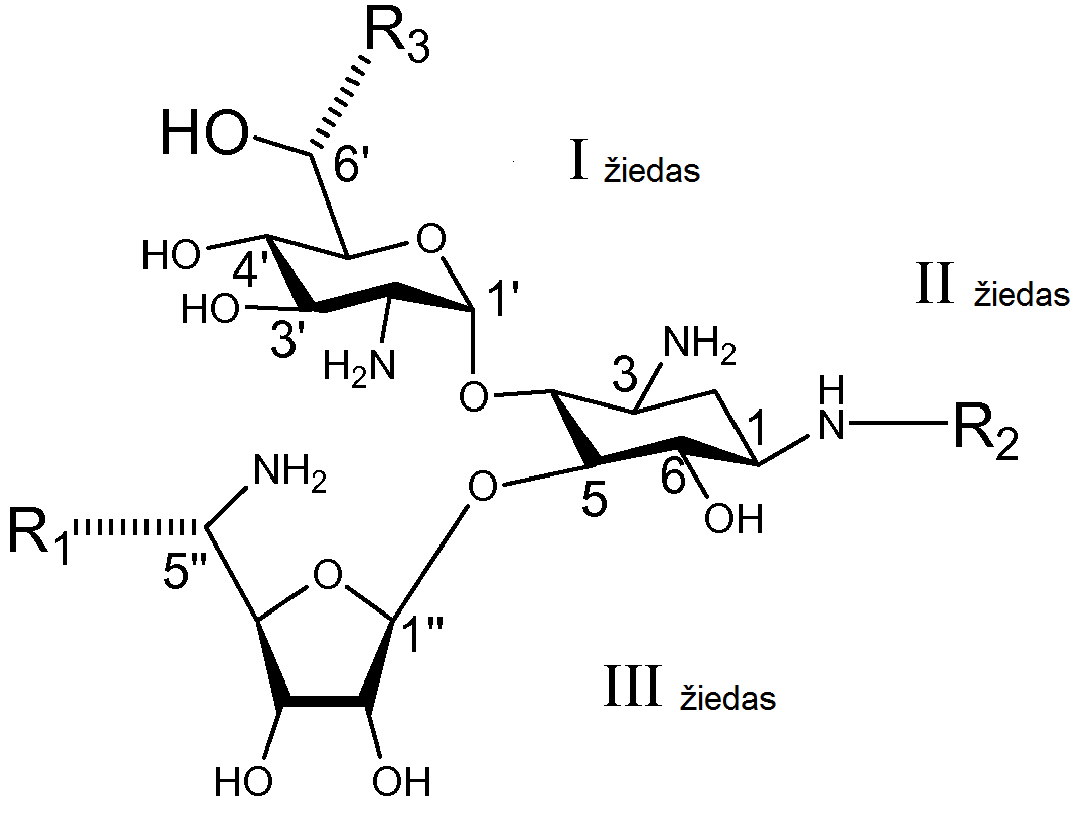 R3
HO
6'
I žiedas
O
HO
4'
1'
II žiedas
HO
3'
H2N
NH2
H
3
O
1
N
R2
NH2
O
6
5
OH
R1
5"
O
1"
III žiedas
HO
OH